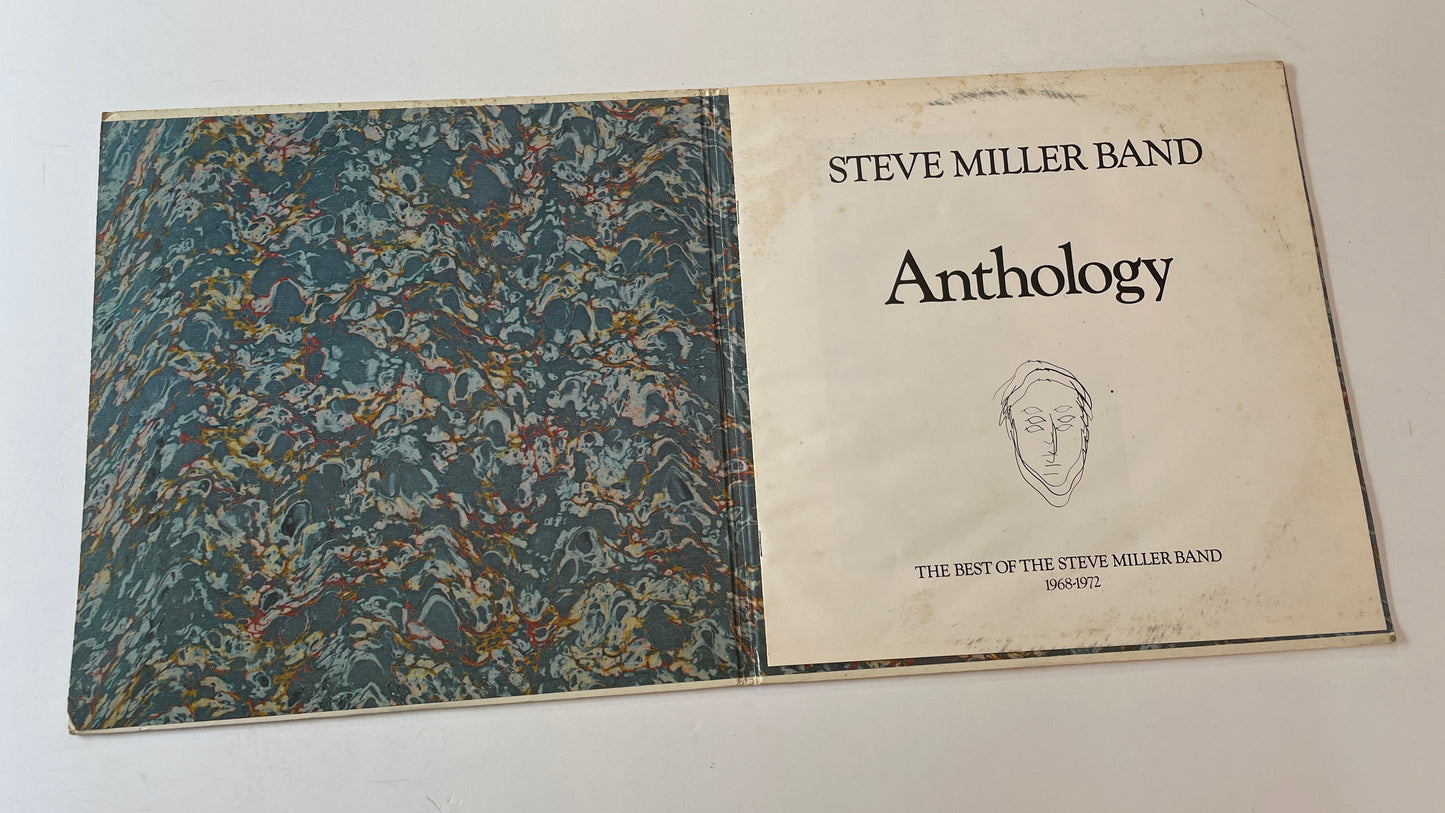 STEVE MILLER BAND
Anthology
THE BEST OF THE STEVE MILLER BAND
1968-1972